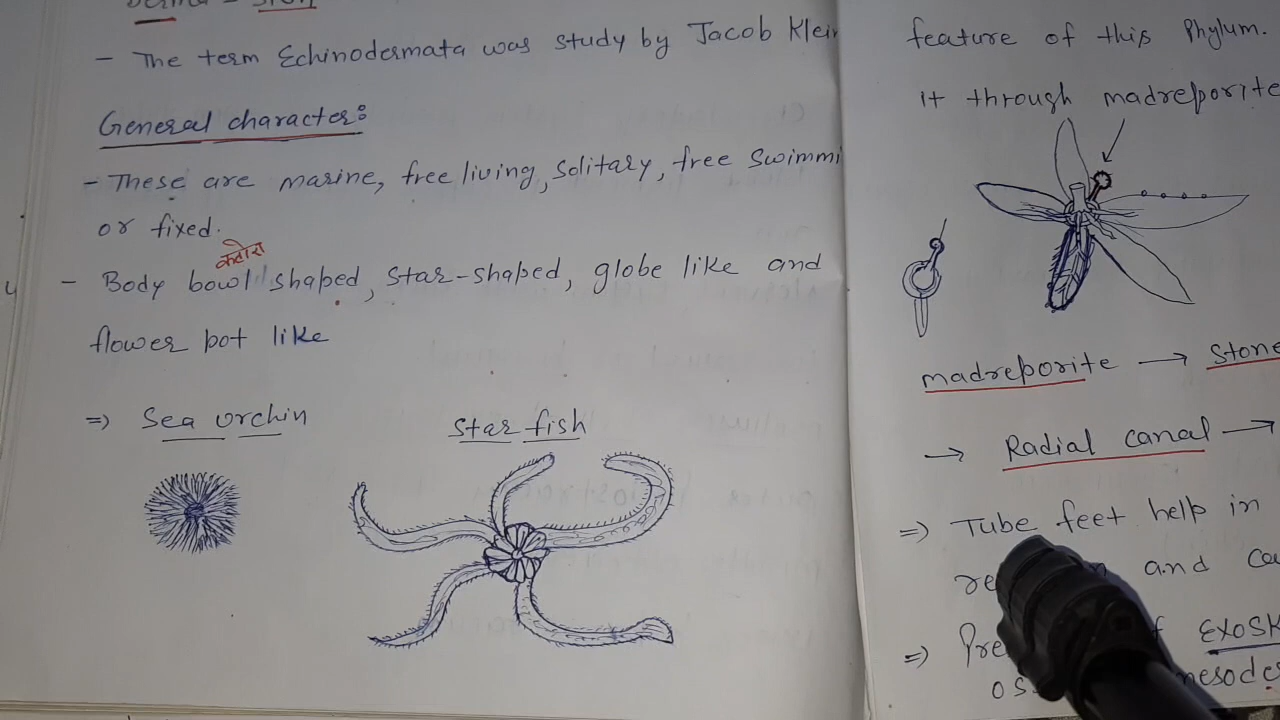 - The term Echinodermata was study by Jacob Klein
General character:
- These are marine, free living, solitary, free swimmi
or fixed.
कटोरा
- Body bowl shaped, star-shaped, globe like and
flower pot like
=> Sea orchin
Star fish
feature of this Phylum.
it through madreporite
madreporite → Stone
→ Radial canal →
=> Tube feet help in
and
=> EXOSK